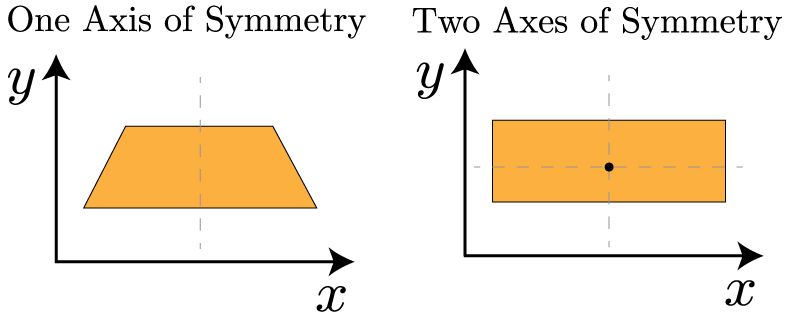 One Axis of Symmetry
y
x
Two Axes of Symmetry
y
x